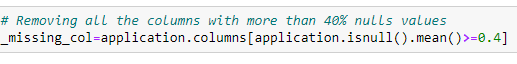 # Removing all the columns with more than 40% nulls values
_missing_col=application.columns[application.isnull().mean()>=0.4]